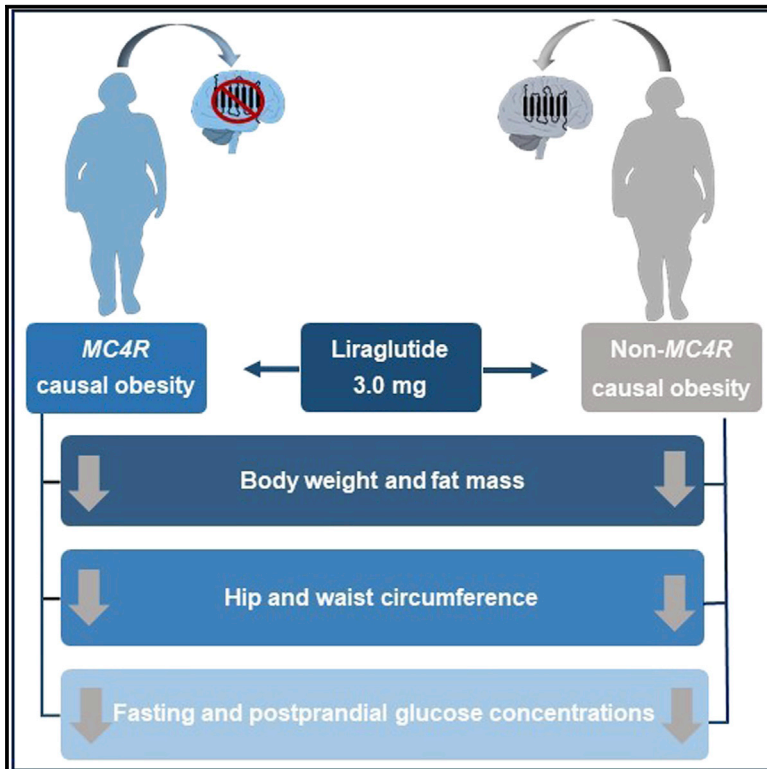 MC4R
causal obesity
Liraglutide
3.0 mg
Non-MC4R
causal obesity
Body weight and fat mass
Hip and waist circumference
Fasting and postprandial glucose concentrations